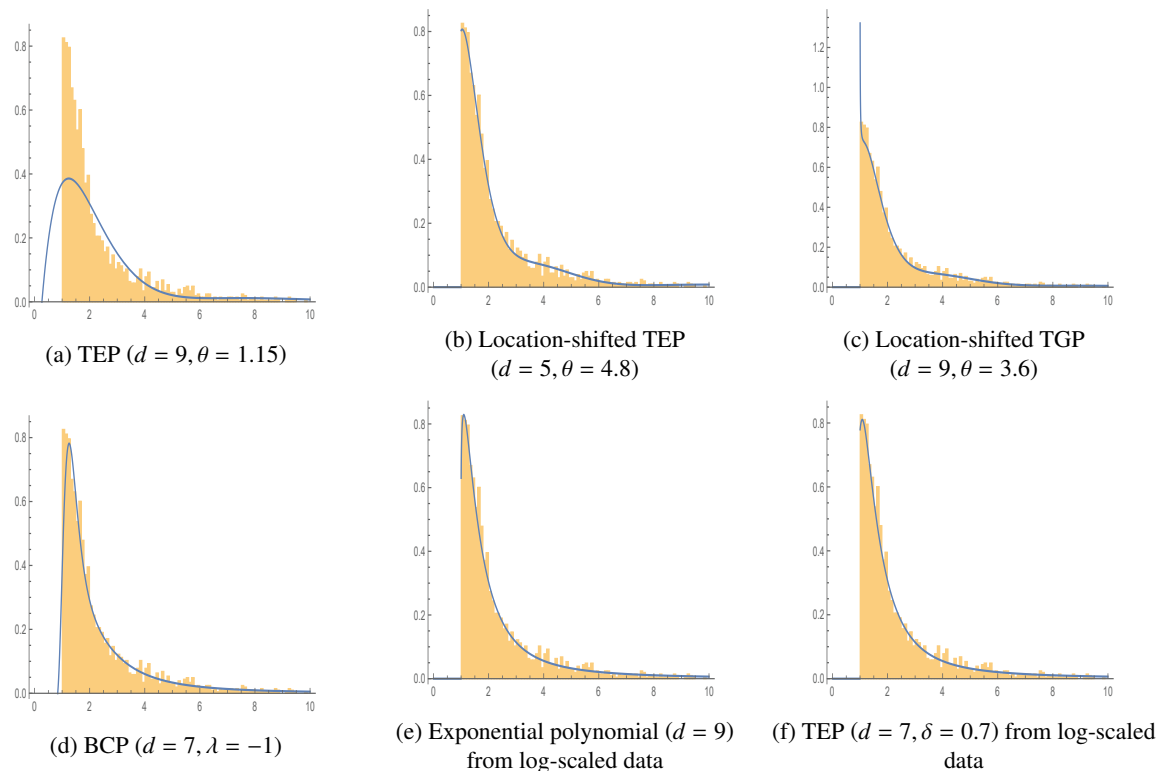 0.8
0.6
0.4
0.2
0.0
0 2 4 6 8 10
(a) TEP (d = 9, θ = 1.15)
0.8
0.6
0.4
0.2
0.0
0 2 4 6 8 10
(b) Location-shifted TEP
(d = 5, θ = 4.8)
1.2
1.0
0.8
0.6
0.4
0.2
0.0
0 2 4 6 8 10
(c) Location-shifted TGP
(d = 9, θ = 3.6)
0.8
0.6
0.4
0.2
0.0
0 2 4 6 8 10
(d) BCP (d = 7, λ = −1)
0.8
0.6
0.4
0.2
0.0
0 2 4 6 8 10
(e) Exponential polynomial (d = 9)
from log-scaled data
0.8
0.6
0.4
0.2
0.0
0 2 4 6 8 10
(f) TEP (d = 7, δ = 0.7) from log-scaled
data